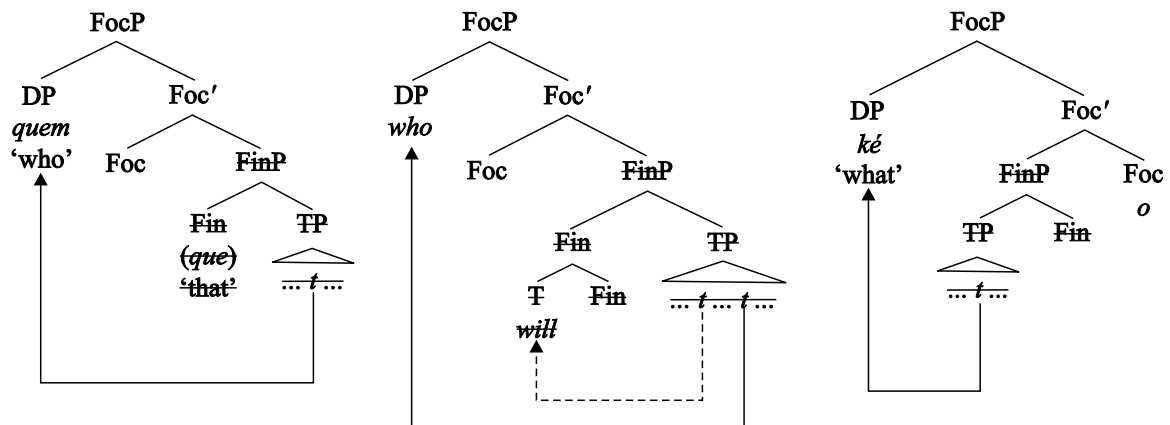 FocP FocP FocP
DP Foc′ DP Foc′ DP Foc′
quem who ké
‘who’ Foc FinP Foc FinP ‘what’ FinP Foc
o
Fin TP Fin TP TP Fin
(que)
‘that’ ... t ... T Fin ... t ... t ... ... t ...
will